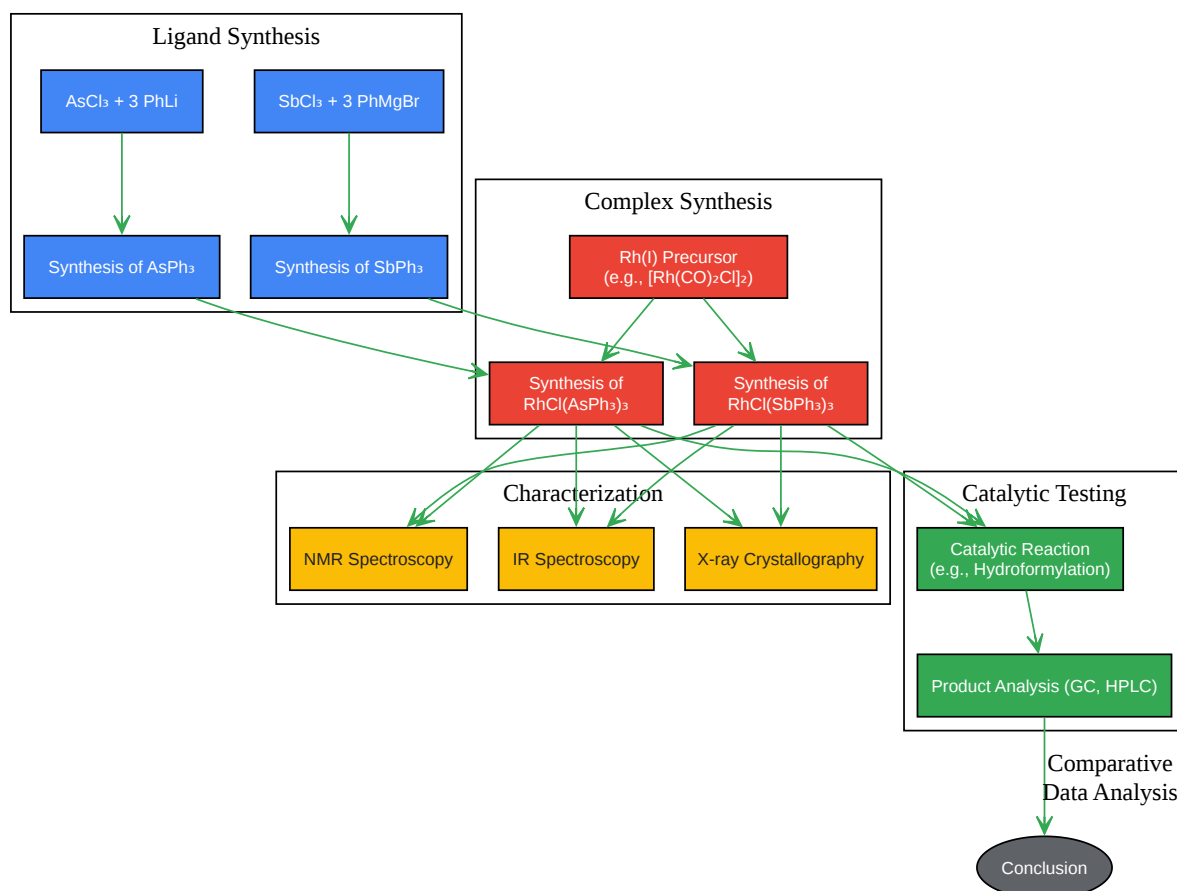 Ligand Synthesis
AsCl₃ + 3 PhLi
SbCl₃ + 3 PhMgBr
Synthesis of AsPh₃
Synthesis of SbPh₃
Complex Synthesis
Rh(I) Precursor
(e.g., [Rh(CO)₂Cl]₂)
Synthesis of
RhCl(AsPh₃)₃
Synthesis of
RhCl(SbPh₃)₃
Characterization
NMR Spectroscopy
IR Spectroscopy
X-ray Crystallography
Catalytic Testing
Catalytic Reaction
(e.g., Hydroformylation)
Product Analysis (GC, HPLC)
Comparative
Data Analysis
Conclusion